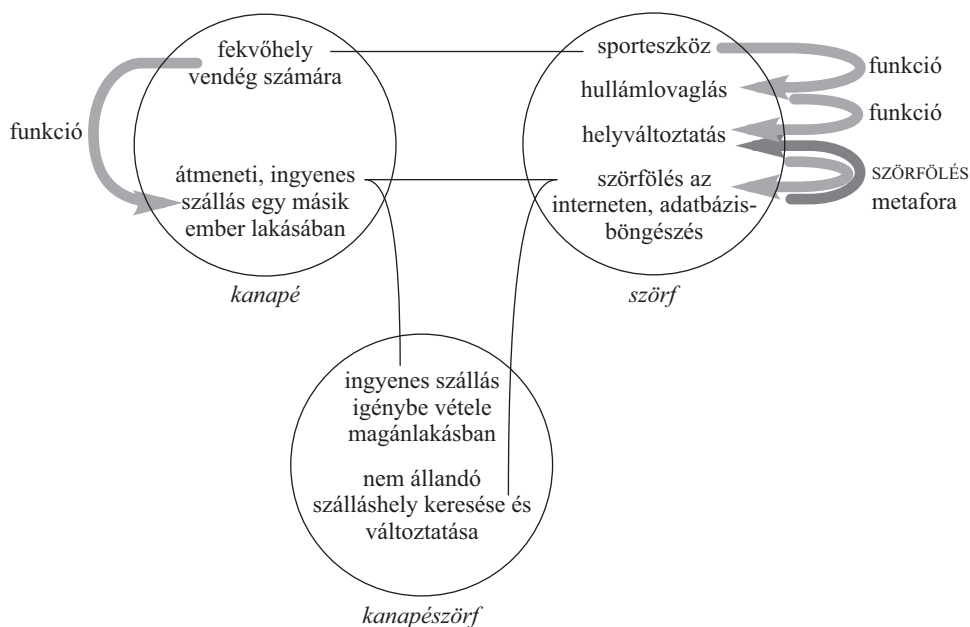 fekvőhely
vendég számára
funkció
átmeneti, ingyenes
szállás egy másik
ember lakásában
kanapé
sporteszköz
funkció
hullámlovaglás
funkció
helyváltoztatás
szörfölés az
interneten, adatbázis-
böngészés
SZÖRFÖLÉS
metafora
szörf
ingyenes szállás
igénybe vétele
magánlakásban
nem állandó
szálláshely keresése és
változtatása
kanapészörf